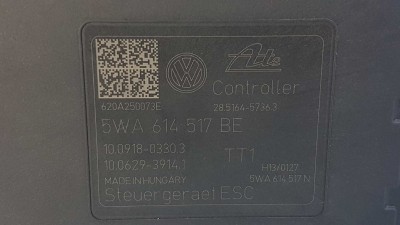 Ate
Controller
620A250073E
28.5164-5736.3
5WA 614 517 BE
10.0918-0330.3
TT1
10.0629-3914.1
H1360127
MADE IN HUNGARY
5WA 614 517 N
Steuergeraet ESC